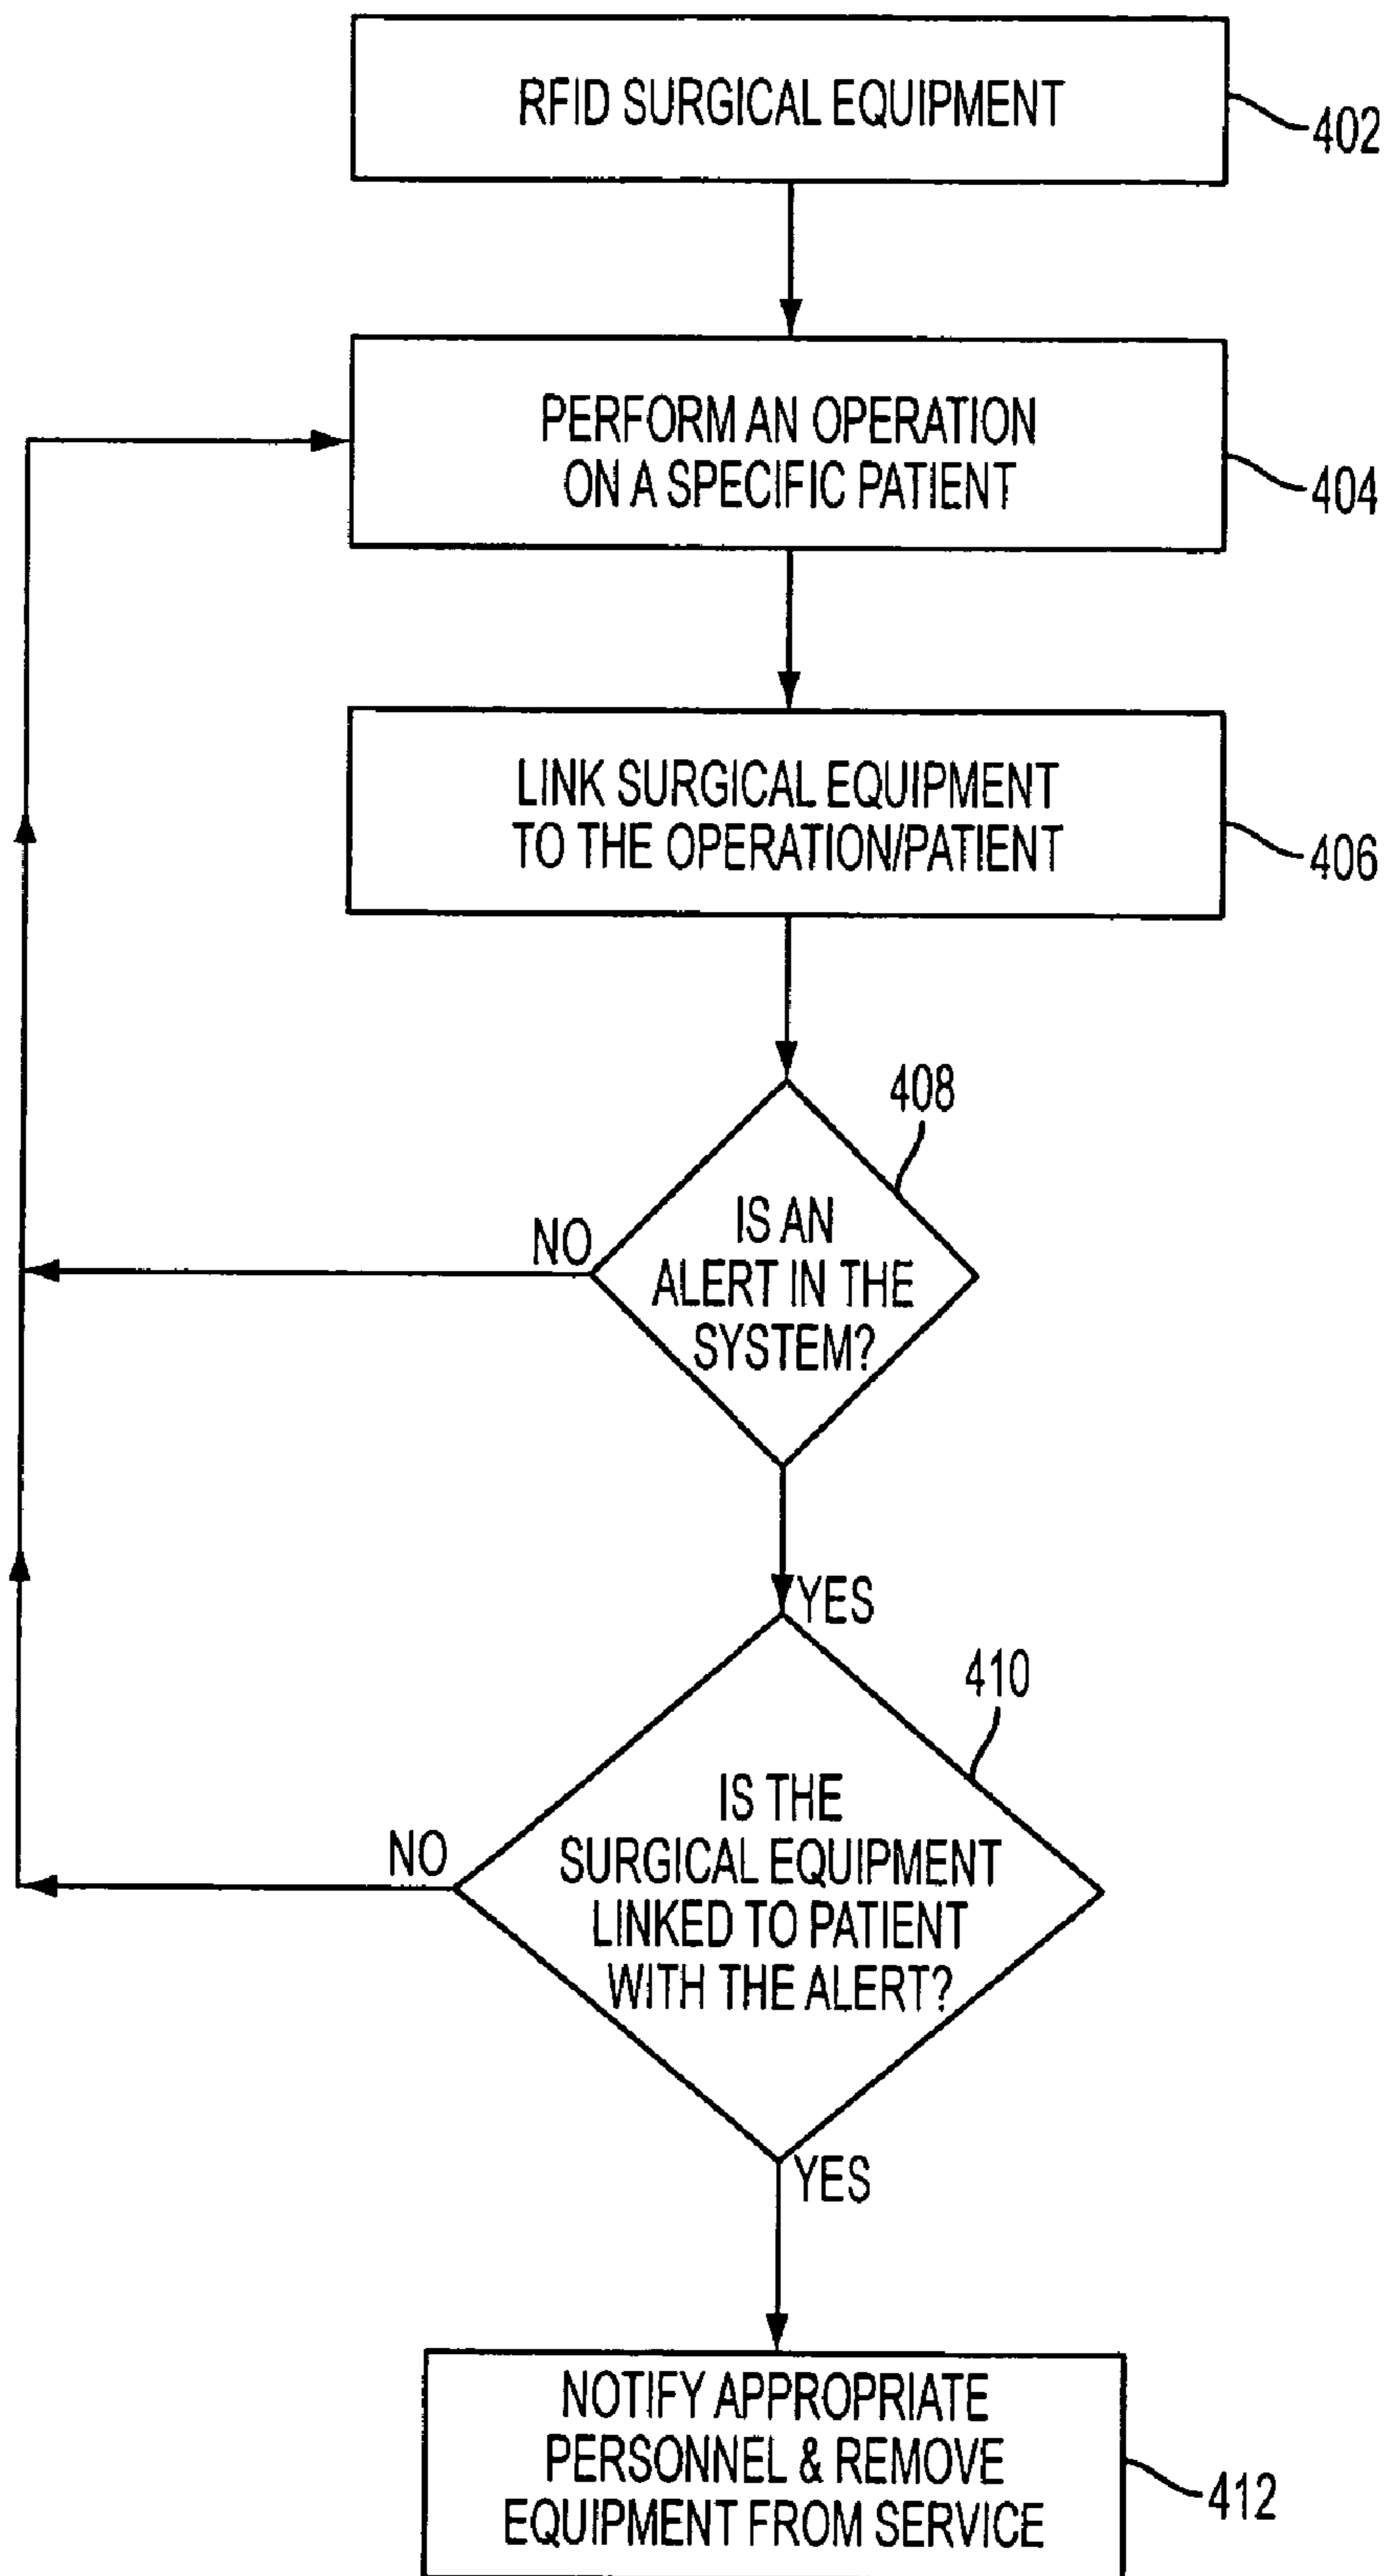 RFID SURGICAL EQUIPMENT
402
PERFORM AN OPERATION
ON A SPECIFIC PATIENT
404
LINK SURGICAL EQUIPMENT
TO THE OPERATION/PATIENT
406
408
IS AN
ALERT IN THE
SYSTEM?
NO
YES
410
IS THE
SURGICAL EQUIPMENT
LINKED TO PATIENT
WITH THE ALERT?
NO
YES
NOTIFY APPROPRIATE
PERSONNEL & REMOVE
EQUIPMENT FROM SERVICE
412